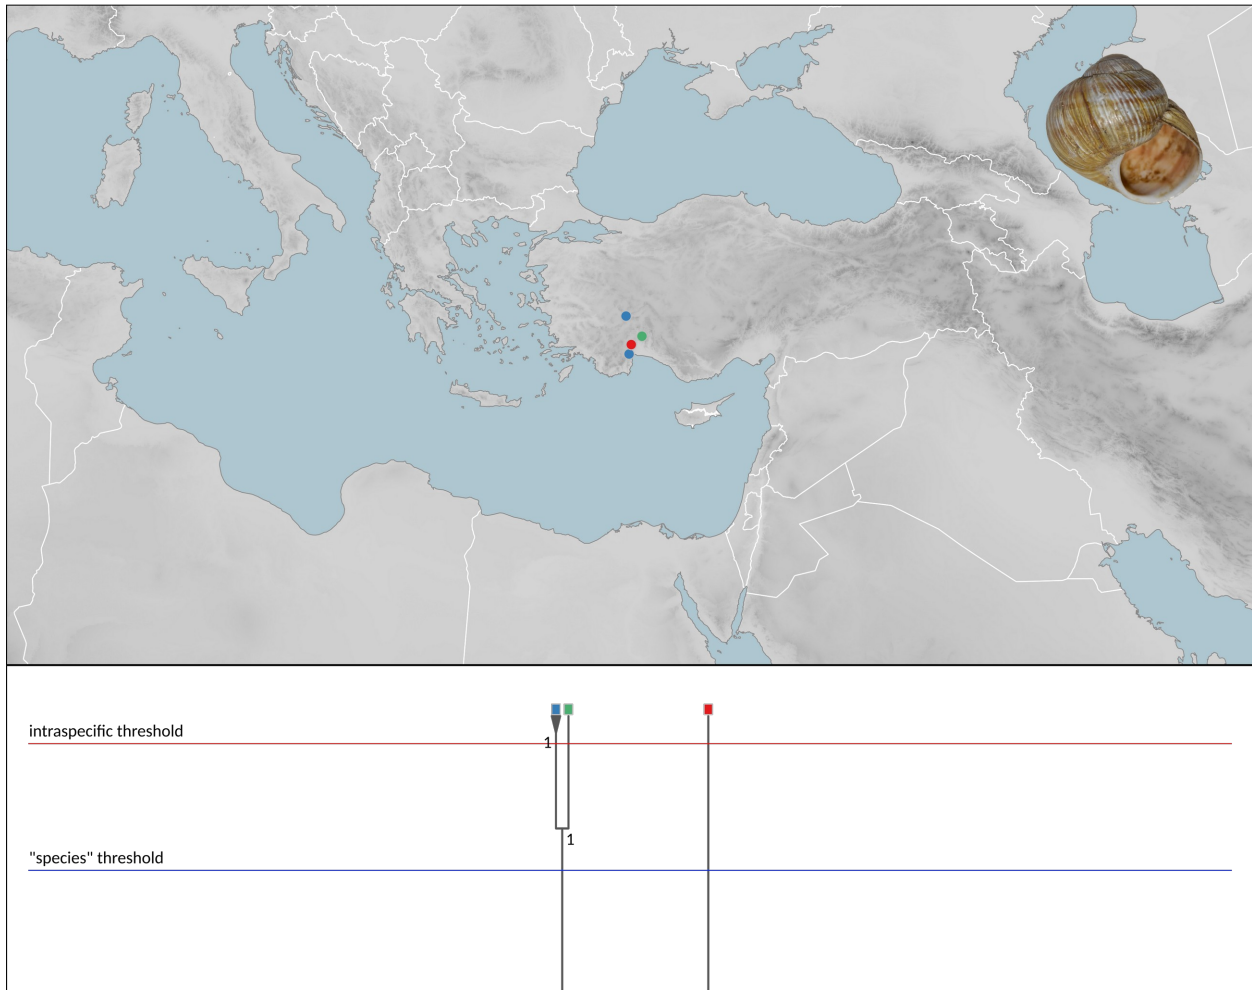 intraspecific threshold
1
1
"species" threshold